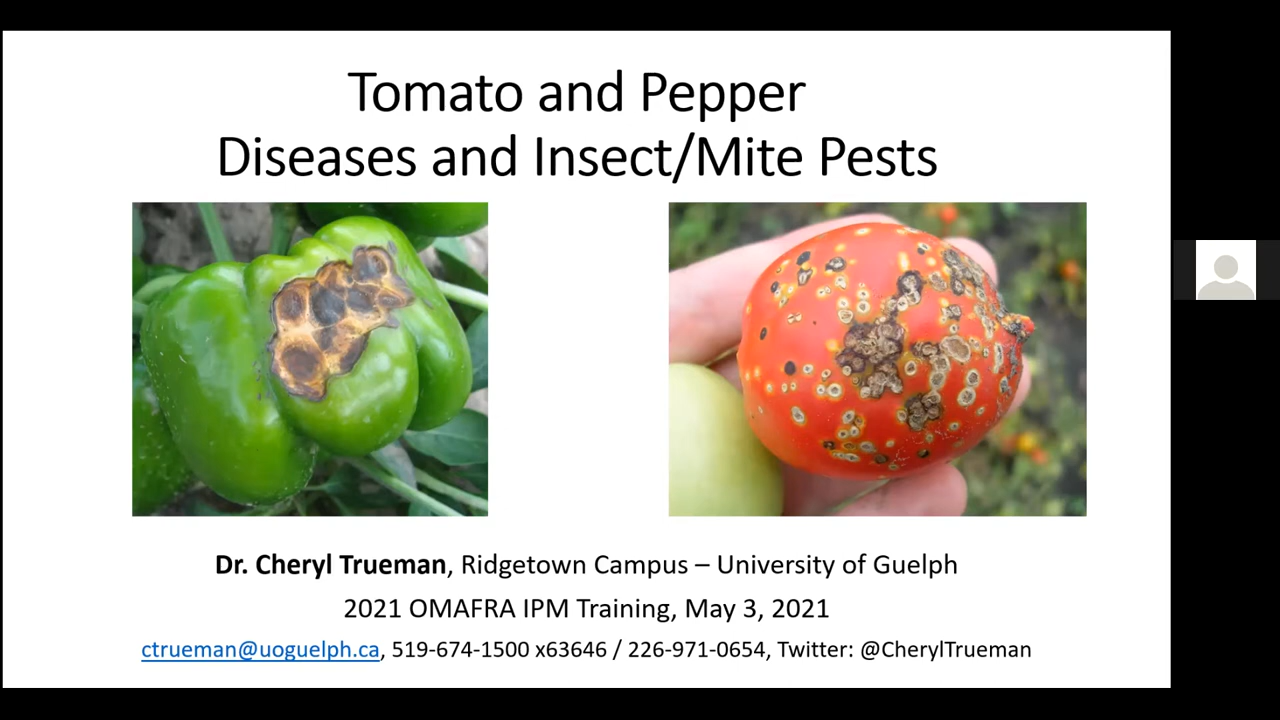 Tomato and Pepper
Diseases and Insect/Mite Pests
Dr. Cheryl Trueman, Ridgetown Campus – University of Guelph
2021 OMAFRA IPM Training, May 3, 2021
ctrueman@uoguelph.ca, 519-674-1500 x63646 / 226-971-0654, Twitter: @CherylTrueman